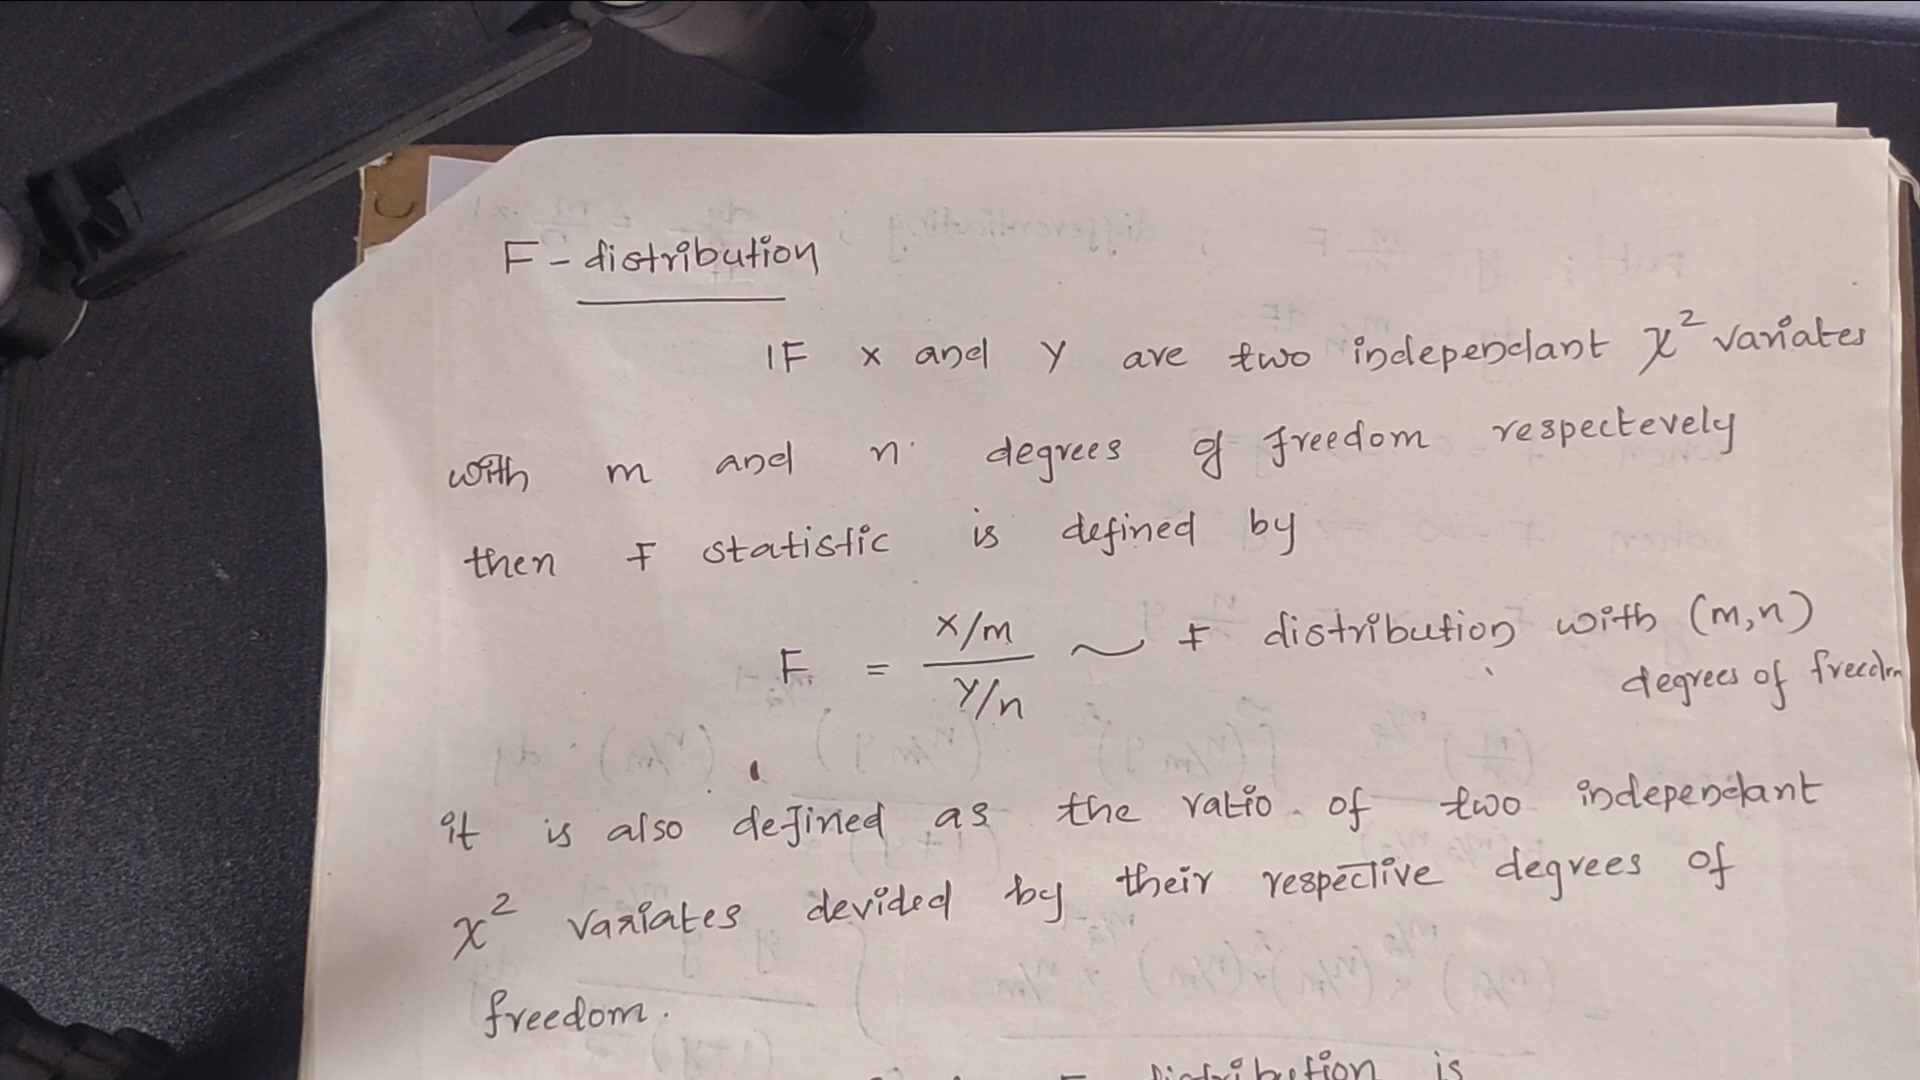 F - distribution
IF x and y are two independant χ² variates
with m and n degrees of freedom respectevely
then F statistic is defined by
F = (x/m)/(y/n) ~ F distribution with (m,n)
degrees of freedom
it is also defined as the ratio of two independant
χ² variates devided by their respective degrees of
freedom.
F Distribution is